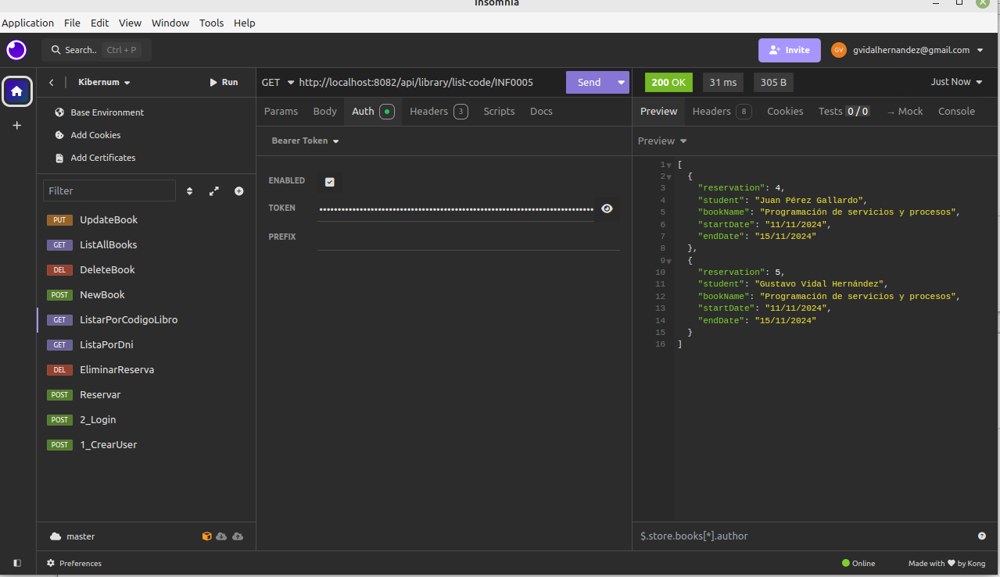 Insomnia
Application File Edit View Window Tools Help
Search.. Ctrl + P
Invite
GV gvidalhernandez@gmail.com
Kibernum Run
Base Environment
Add Cookies
Add Certificates
Filter
PUT UpdateBook
GET ListAllBooks
DEL DeleteBook
POST NewBook
GET ListarPorCodigoLibro
GET ListaPorDni
DEL EliminarReserva
POST Reservar
POST 2_Login
POST 1_CrearUser
master
GET http://localhost:8082/api/library/list-code/INF0005 Send
Params Body Auth Headers 3 Scripts Docs
Bearer Token
ENABLED
TOKEN ••••••••••••••••••••••••••••••••••••••••••••••••••••••••••••••••••••••••
PREFIX
200 OK 31 ms 305 B Just Now
Preview Headers 8 Cookies Tests 0 / 0 → Mock Console
Preview
1 [
2 {
3 "reservation": 4,
4 "student": "Juan Pérez Gallardo",
5 "bookName": "Programación de servicios y procesos",
6 "startDate": "11/11/2024",
7 "endDate": "15/11/2024"
8 },
9 {
10 "reservation": 5,
11 "student": "Gustavo Vidal Hernández",
12 "bookName": "Programación de servicios y procesos",
13 "startDate": "11/11/2024",
14 "endDate": "15/11/2024"
15 }
16 ]
$.store.books[*].author
Preferences
Online Made with ♥ by Kong